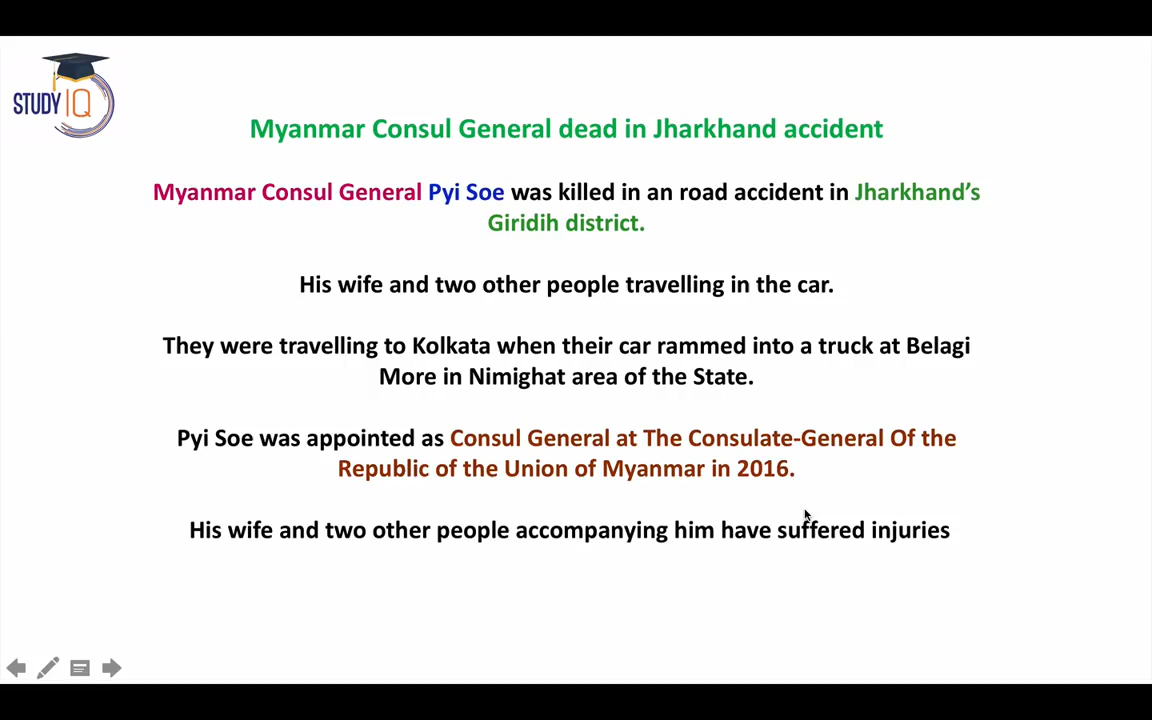 STUDY IQ
Myanmar Consul General dead in Jharkhand accident
Myanmar Consul General Pyi Soe was killed in an road accident in Jharkhand's
Giridih district.
His wife and two other people travelling in the car.
They were travelling to Kolkata when their car rammed into a truck at Belagi
More in Nimighat area of the State.
Pyi Soe was appointed as Consul General at The Consulate-General Of the
Republic of the Union of Myanmar in 2016.
His wife and two other people accompanying him have suffered injuries